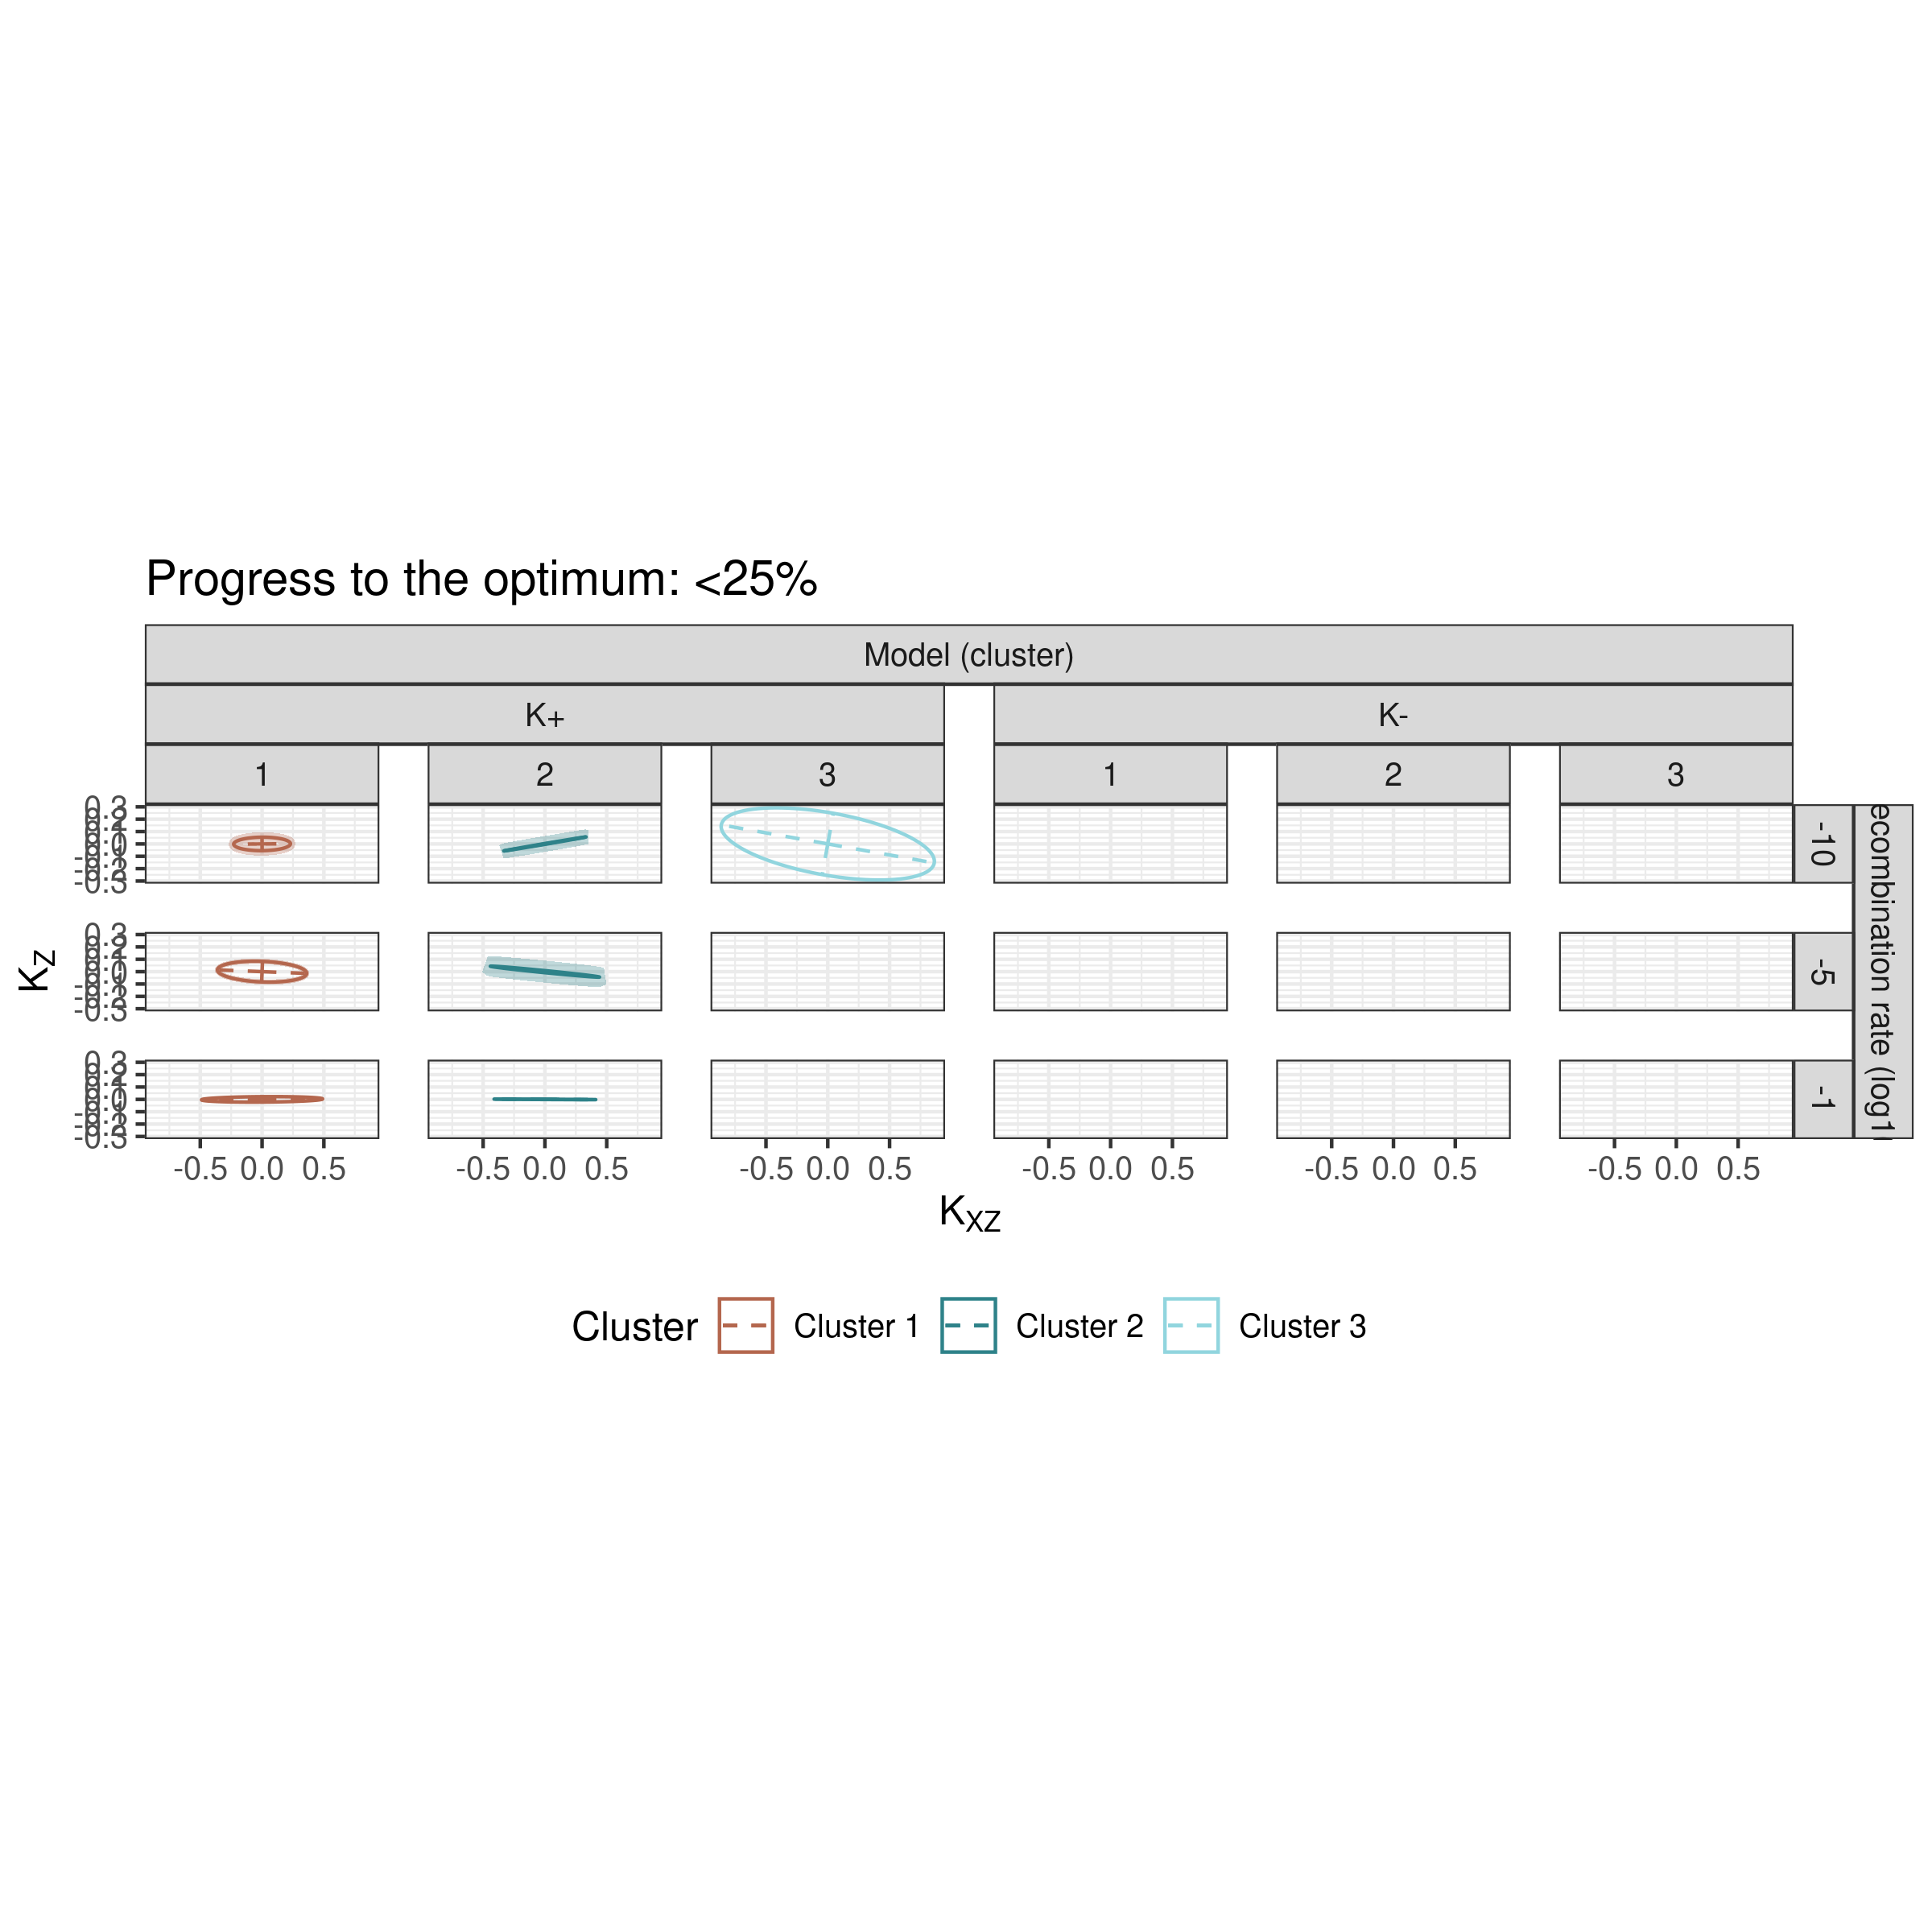 Progress to the optimum: <25%
Model (cluster)
K+ K-
1 2 3 1 2 3
-10
-5
-1
ecombination rate (log1
KZ
-0.5 0.0 0.5 -0.5 0.0 0.5 -0.5 0.0 0.5 -0.5 0.0 0.5 -0.5 0.0 0.5 -0.5 0.0 0.5
KXZ
Cluster Cluster 1 Cluster 2 Cluster 3